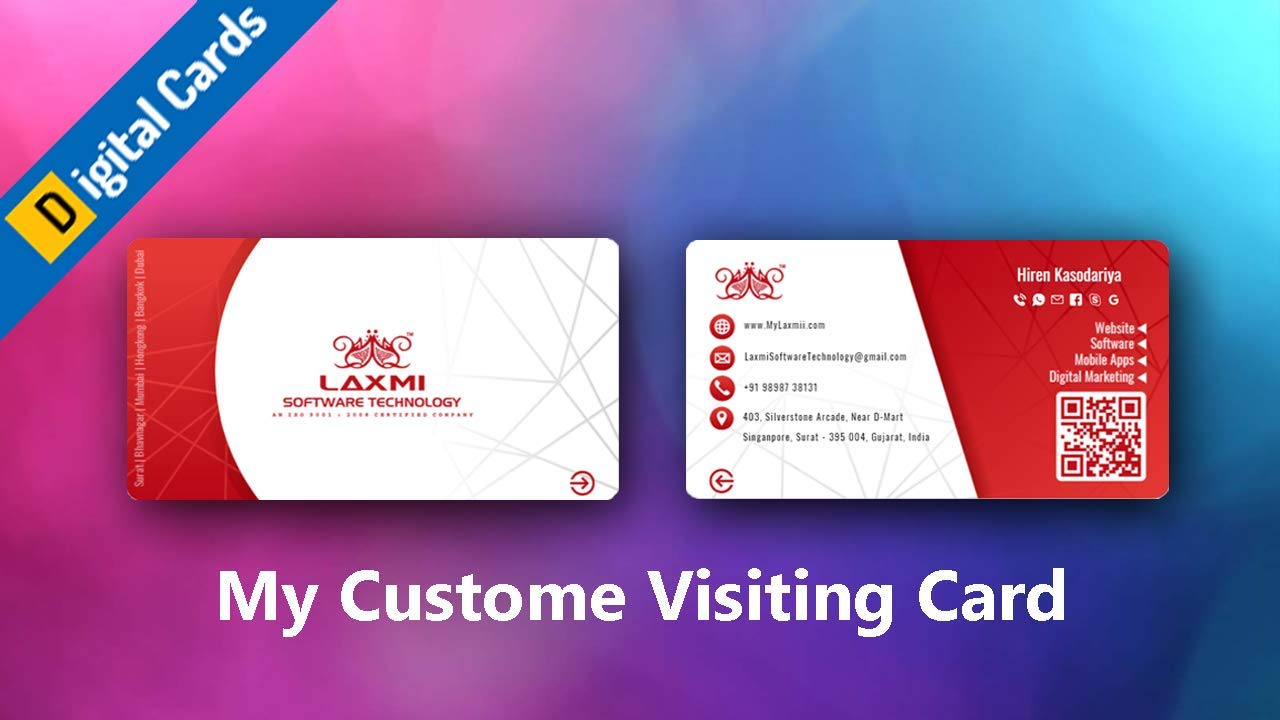 Digital Cards
Surat | Bhavnagar | Mumbai | Hongkong | Bangkok | Dubai
TM
LAXMI
SOFTWARE TECHNOLOGY
AN ISO 9001 : 2008 CERTIFIED COMPANY
TM
www.MyLaxmii.com
LaxmiSoftwareTechnology@gmail.com
+91 98987 38131
403, Silverstone Arcade, Near D-Mart
Singanpore, Surat - 395 004, Gujarat, India
Hiren Kasodariya
Website
Software
Mobile Apps
Digital Marketing
My Custome Visiting Card